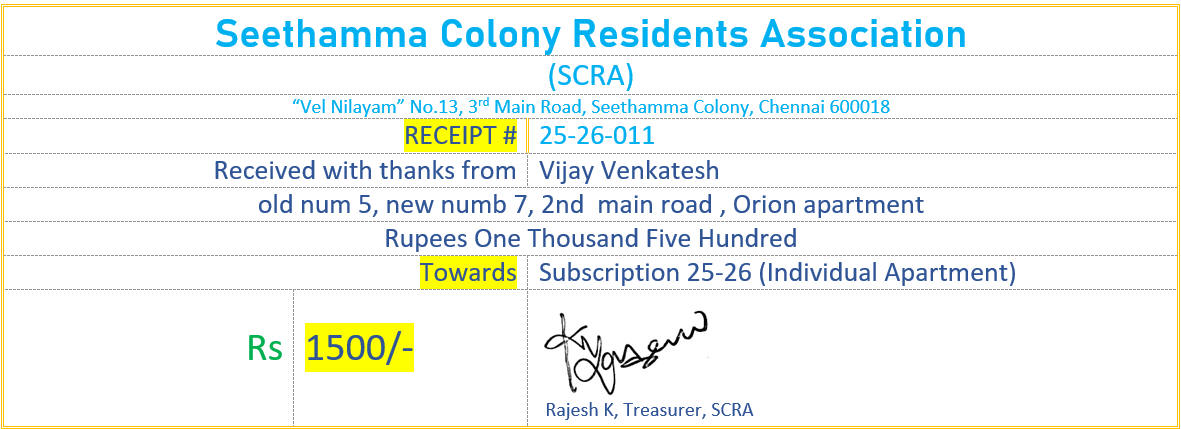 Seethamma Colony Residents Association
(SCRA)
“Vel Nilayam” No.13, 3rd Main Road, Seethamma Colony, Chennai 600018
RECEIPT # 25-26-011
Received with thanks from Vijay Venkatesh
old num 5, new numb 7, 2nd main road , Orion apartment
Rupees One Thousand Five Hundred
Towards Subscription 25-26 (Individual Apartment)
Rs 1500/-
Rajesh K, Treasurer, SCRA